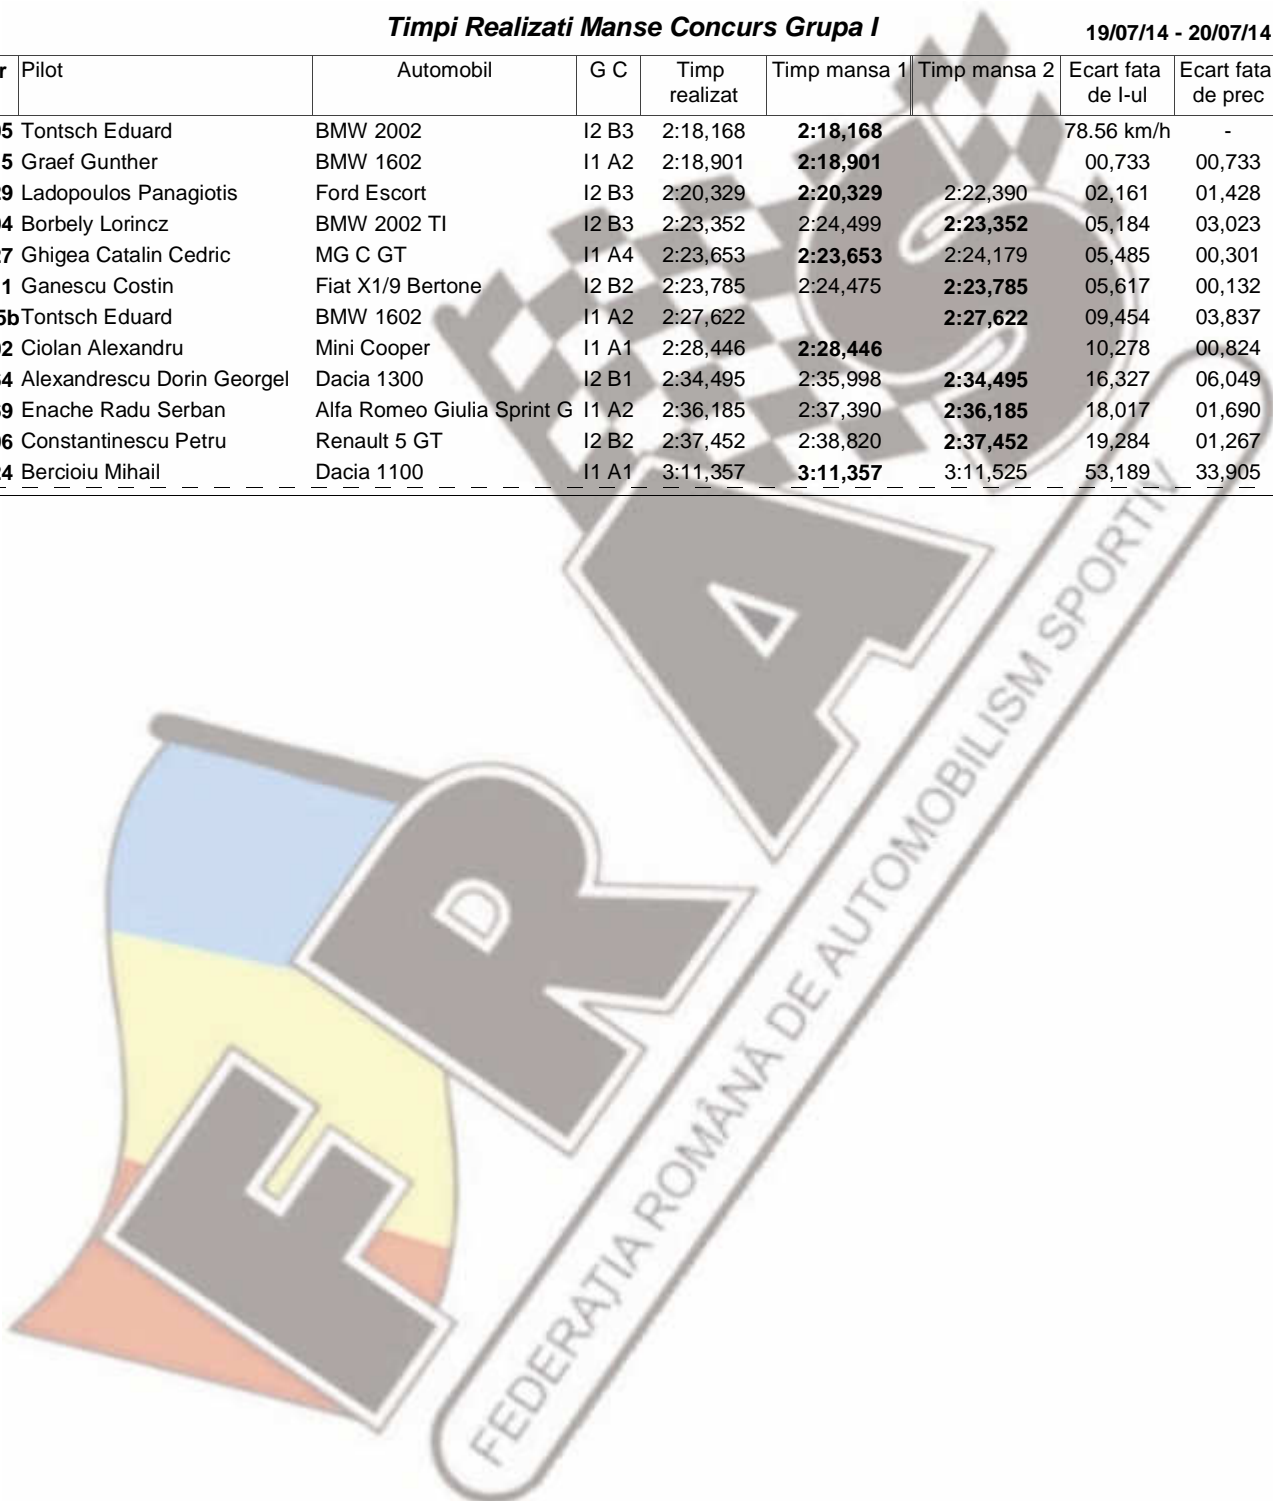 Timpi Realizati Manse Concurs Grupa I 19/07/14 - 20/07/14
r Pilot Automobil G C Timp realizat Timp mansa 1 Timp mansa 2 Ecart fata de I-ul Ecart fata de prec
5 Tontsch Eduard BMW 2002 I2 B3 2:18,168 2:18,168 78.56 km/h -
5 Graef Gunther BMW 1602 I1 A2 2:18,901 2:18,901 00,733 00,733
9 Ladopoulos Panagiotis Ford Escort I2 B3 2:20,329 2:20,329 2:22,390 02,161 01,428
4 Borbely Lorincz BMW 2002 TI I2 B3 2:23,352 2:24,499 2:23,352 05,184 03,023
7 Ghigea Catalin Cedric MG C GT I1 A4 2:23,653 2:23,653 2:24,179 05,485 00,301
1 Ganescu Costin Fiat X1/9 Bertone I2 B2 2:23,785 2:24,475 2:23,785 05,617 00,132
5b Tontsch Eduard BMW 1602 I1 A2 2:27,622 2:27,622 09,454 03,837
2 Ciolan Alexandru Mini Cooper I1 A1 2:28,446 2:28,446 10,278 00,824
4 Alexandrescu Dorin Georgel Dacia 1300 I2 B1 2:34,495 2:35,998 2:34,495 16,327 06,049
9 Enache Radu Serban Alfa Romeo Giulia Sprint G I1 A2 2:36,185 2:37,390 2:36,185 18,017 01,690
6 Constantinescu Petru Renault 5 GT I2 B2 2:37,452 2:38,820 2:37,452 19,284 01,267
4 Bercioiu Mihail Dacia 1100 I1 A1 3:11,357 3:11,357 3:11,525 53,189 33,905
FRAS
FEDERAȚIA ROMÂNĂ DE AUTOMOBILISM SPORTIV